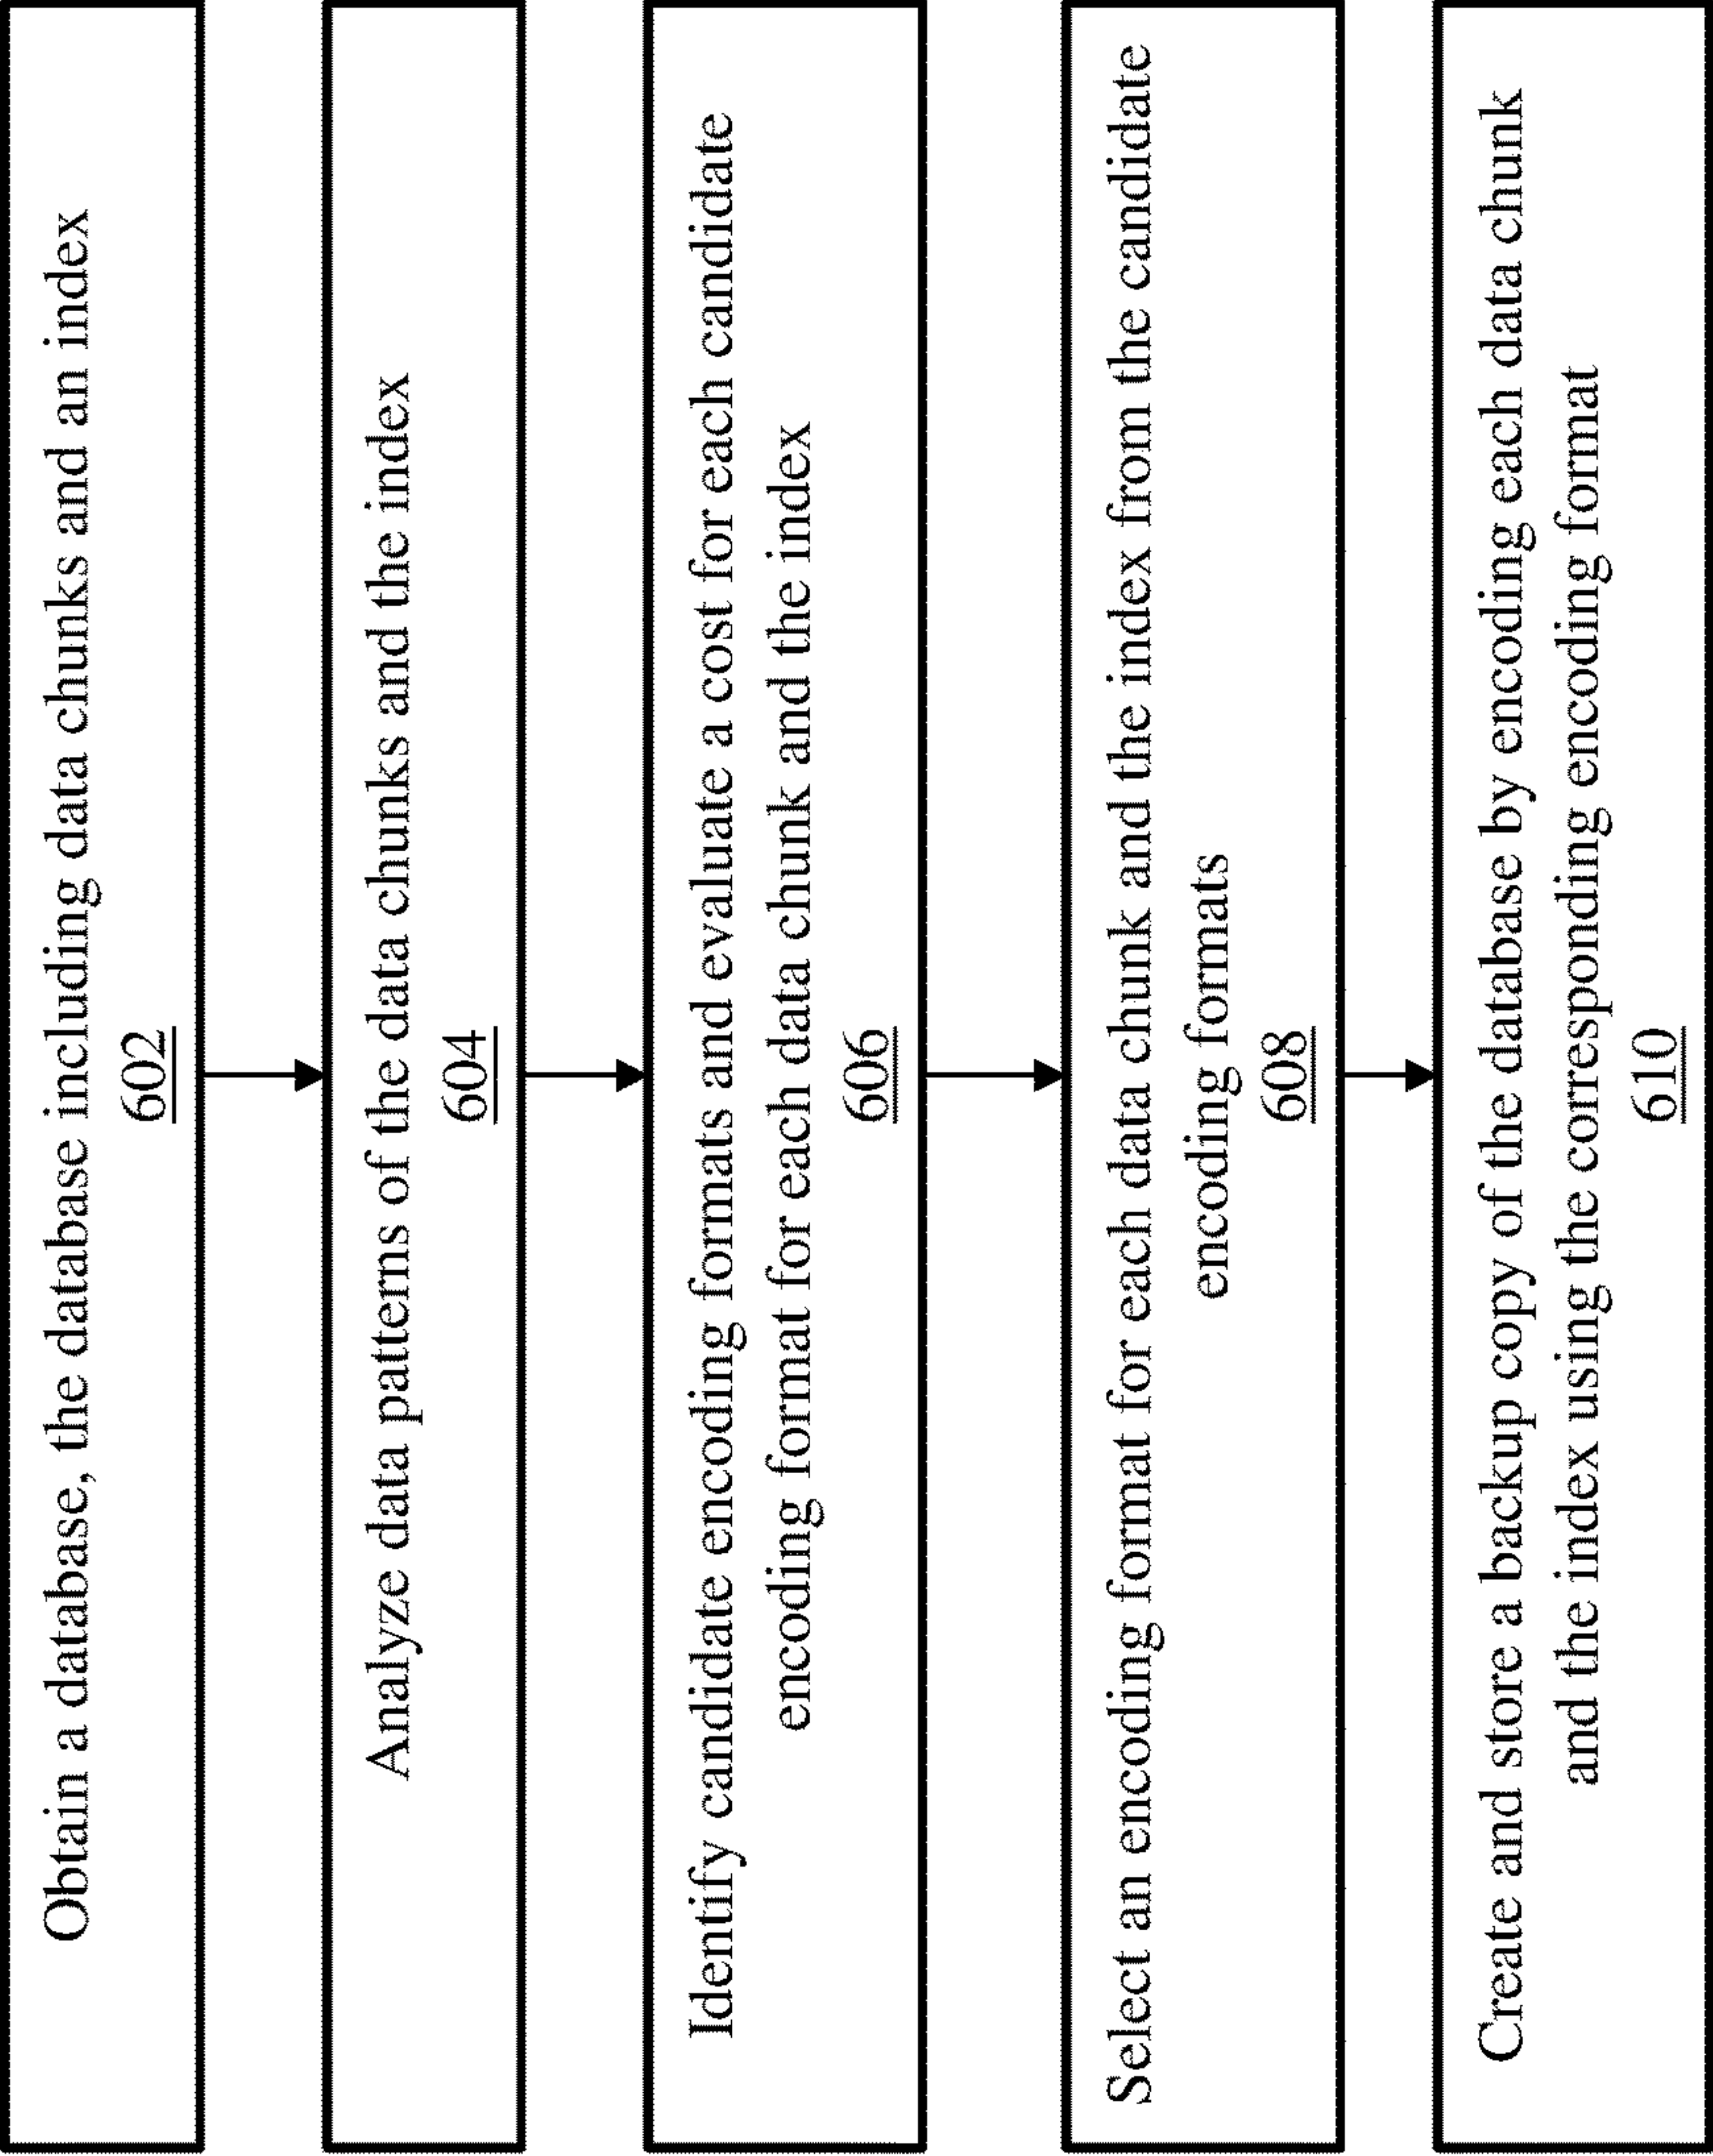 Obtain a database, the database including data chunks and an index
602
Analyze data patterns of the data chunks and the index
604
Identify candidate encoding formats and evaluate a cost for each candidate
encoding format for each data chunk and the index
606
Select an encoding format for each data chunk and the index from the candidate
encoding formats
608
Create and store a backup copy of the database by encoding each data chunk
and the index using the corresponding encoding format
610